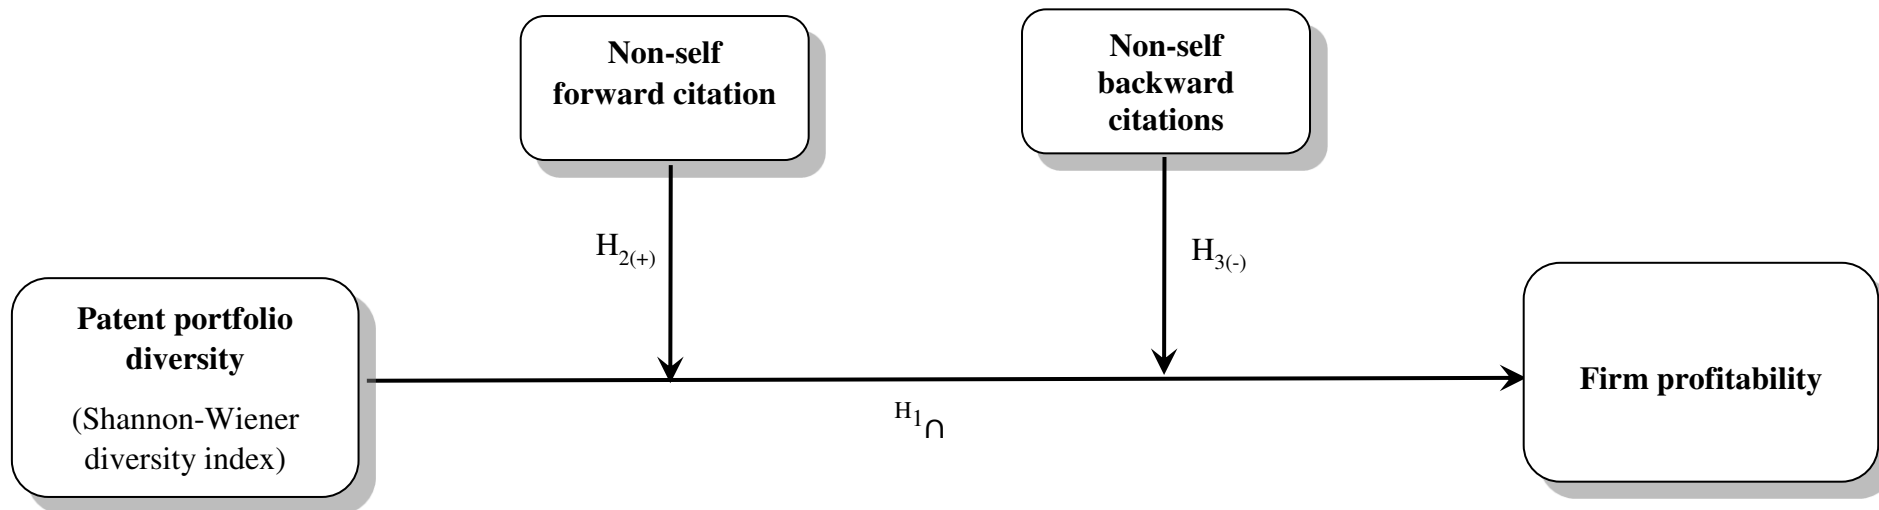 Non-self
forward citation
Non-self
backward
citations
H2(+)
H3(-)
Patent portfolio
diversity
(Shannon-Wiener
diversity index)
Firm profitability
H1∩